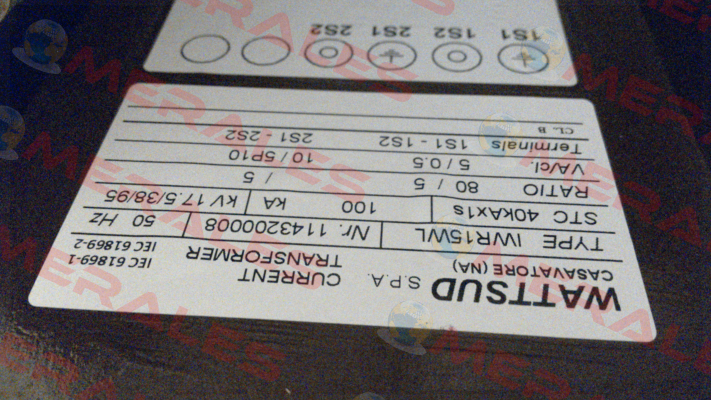 WATTSUD S.P.A. CURRENT TRANSFORMER IEC 61869-1
CASAVATORE (NA) IEC 61869-2
TYPE IWR15WL Nr. 1143200008 50 Hz
STC 40KAx1s 100 KA KV 17.5/38/95
RATIO 80 / 5 / 5
VA/cl. 5 / 0.5 10 / 5P10
Terminals 1S1 - 1S2 2S1 - 2S2
CL. B
1S1 1S2 2S1 2S2
MERALES